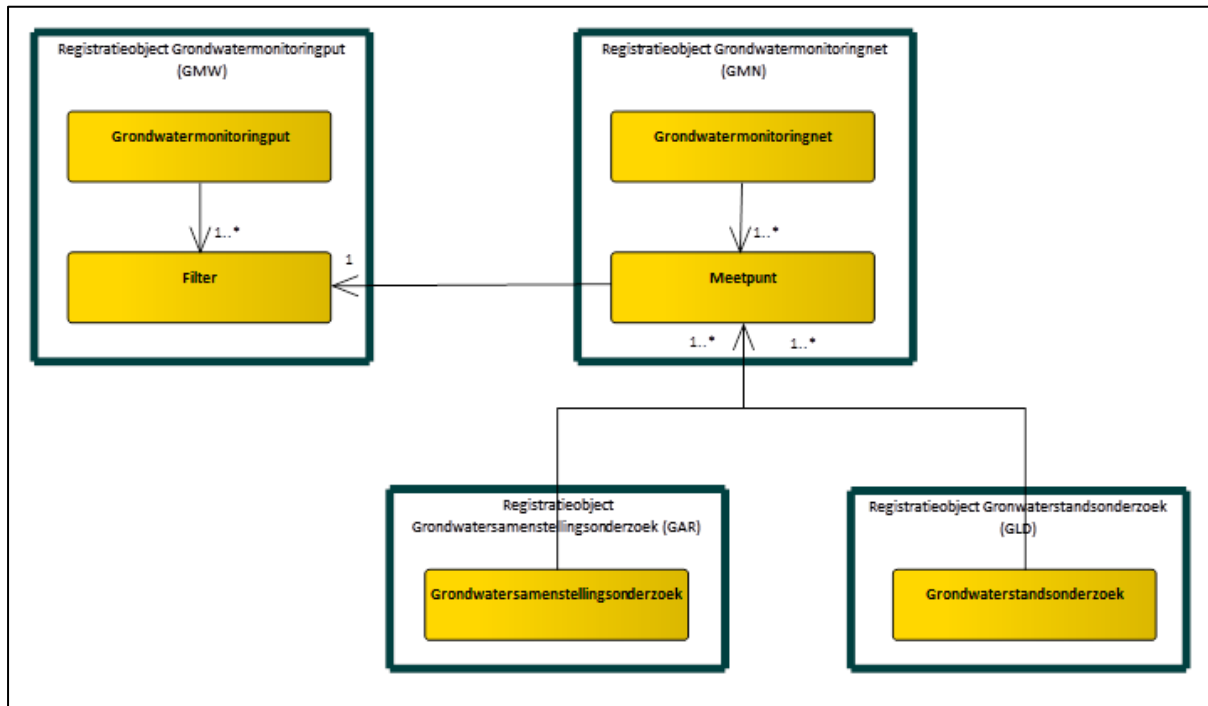 Registratieobject Grondwatermonitoringput
(GMW)
Grondwatermonitoringput
1..*
Filter
Registratieobject Grondwatermonitoringnet
(GMN)
Grondwatermonitoringnet
1..*
Meetpunt
1
1..*
1..*
Registratieobject
Grondwatersamenstellingsonderzoek (GAR)
Grondwatersamenstellingsonderzoek
Registratieobject Gronwaterstandsonderzoek
(GLD)
Grondwaterstandsonderzoek